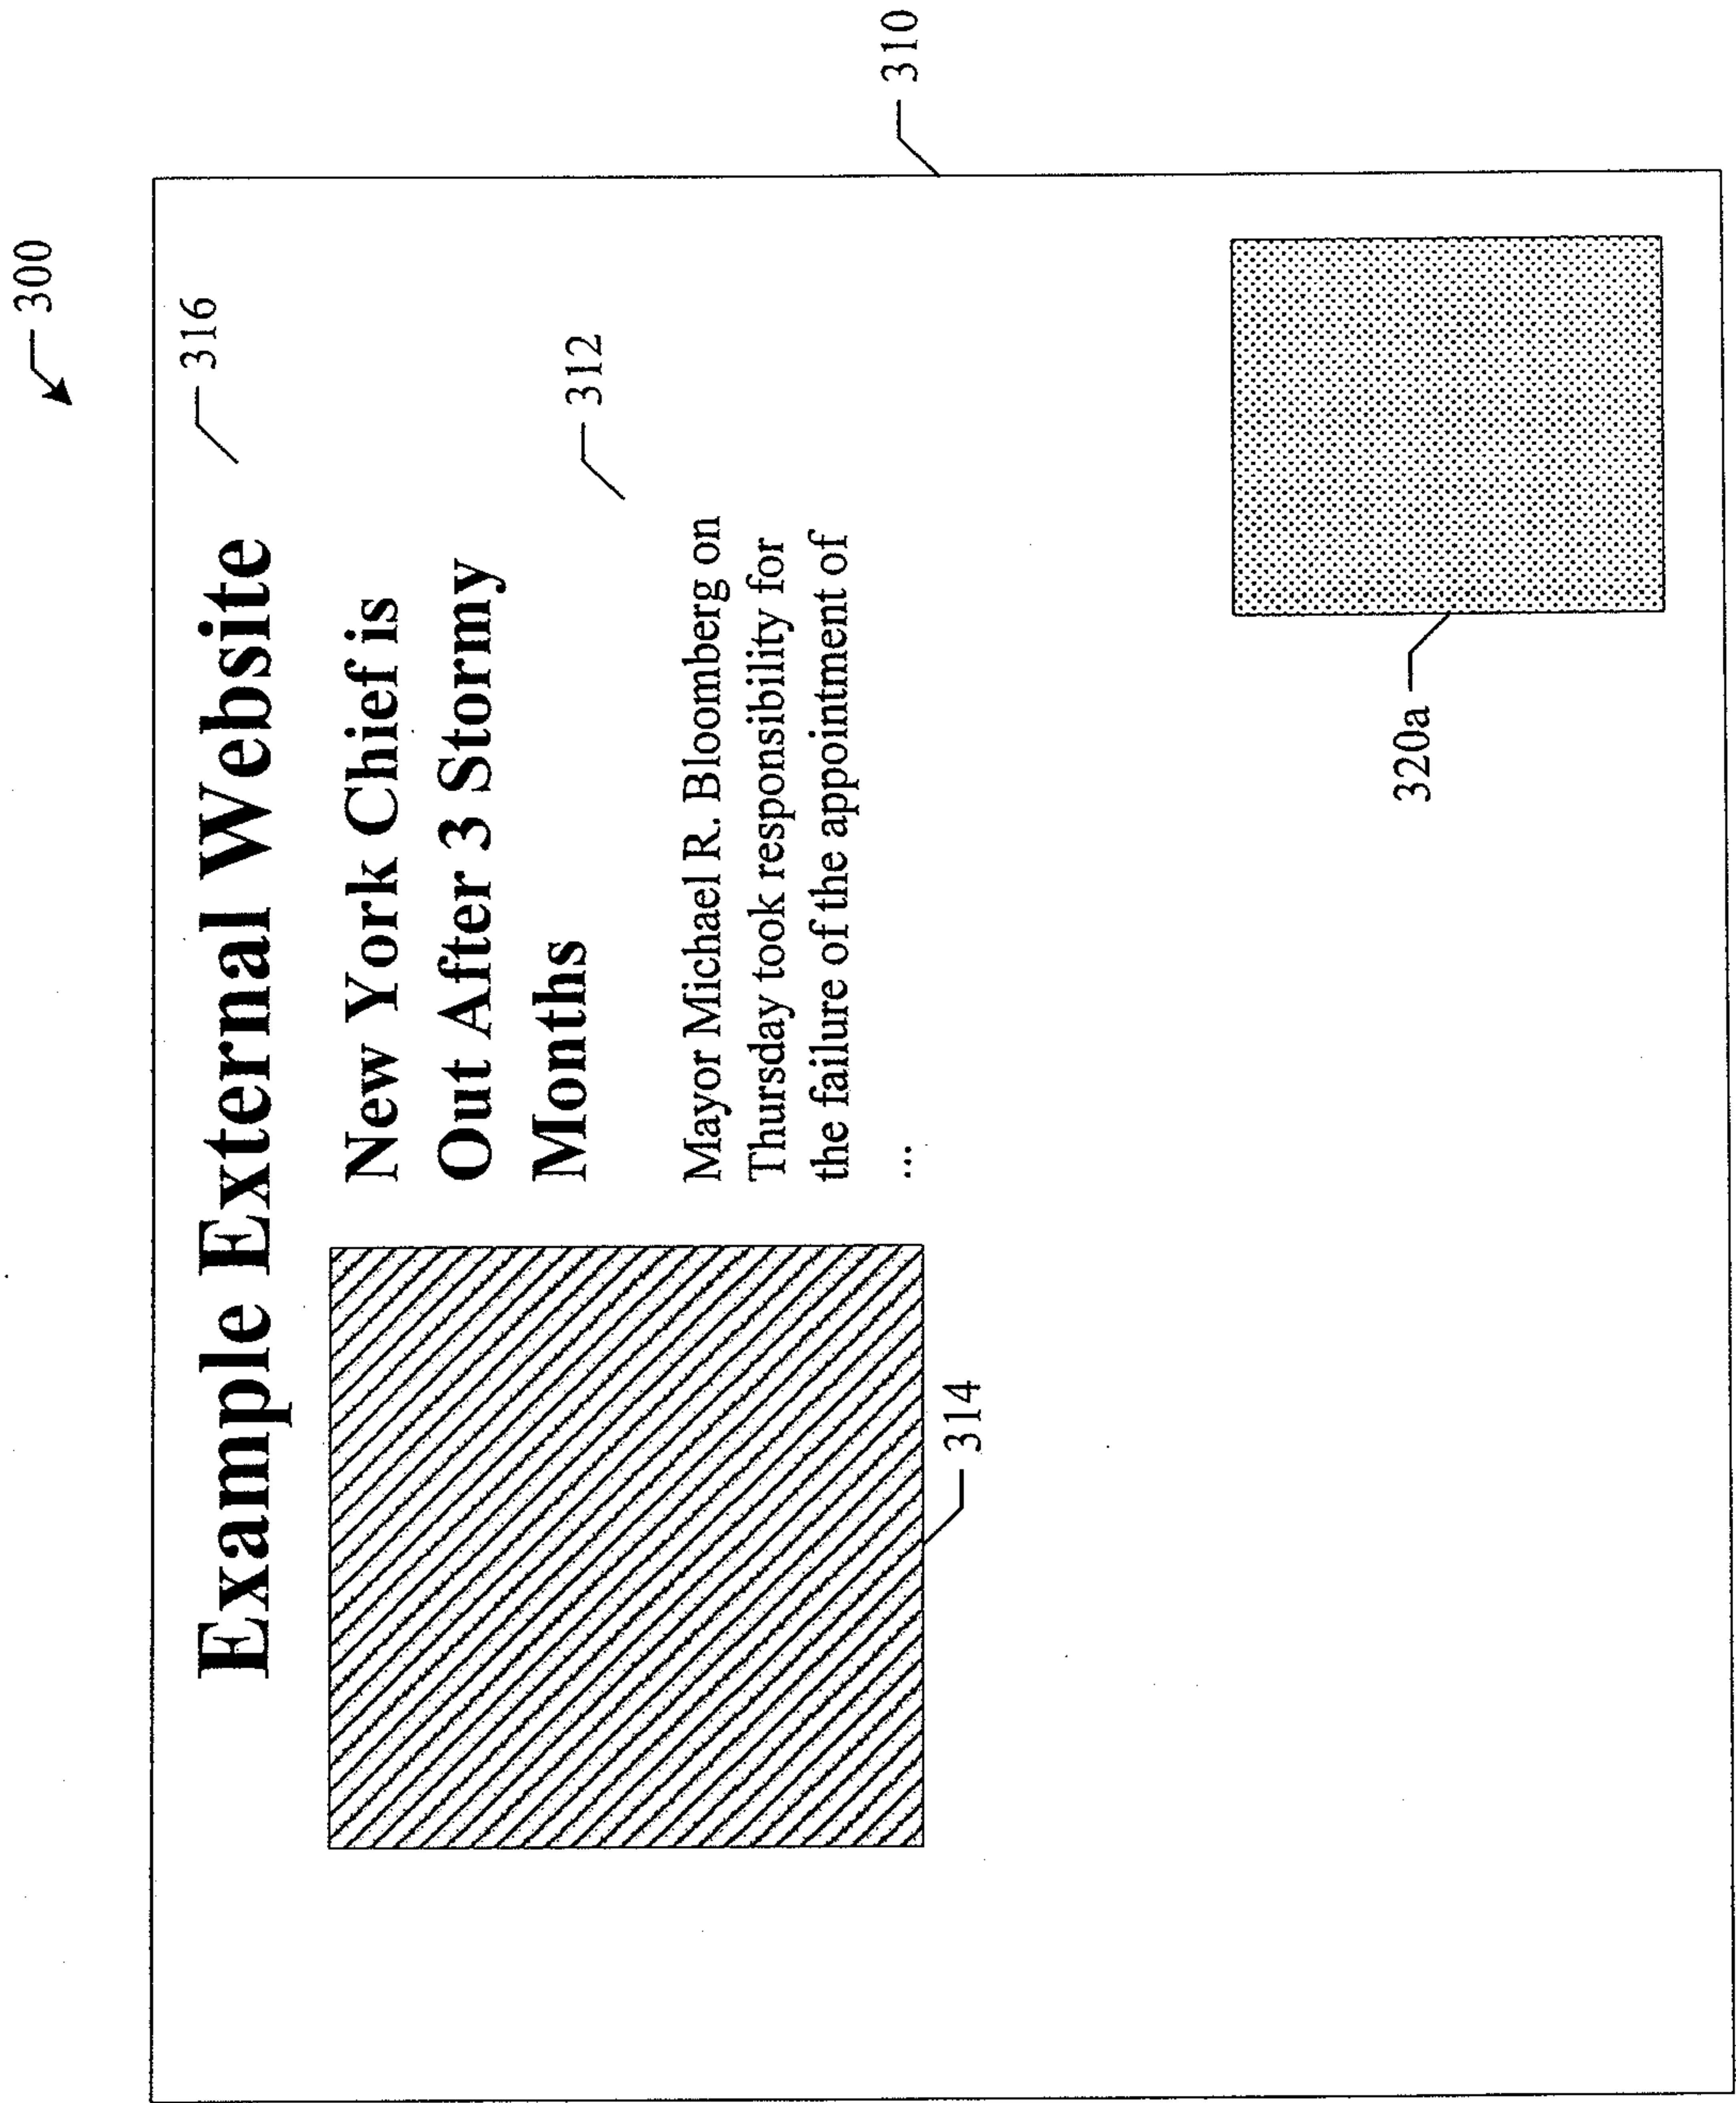 300
316
Example External Website
New York Chief is
Out After 3 Stormy
Months
312
Mayor Michael R. Bloomberg on
Thursday took responsibility for
the failure of the appointment of
...
314
310
320a